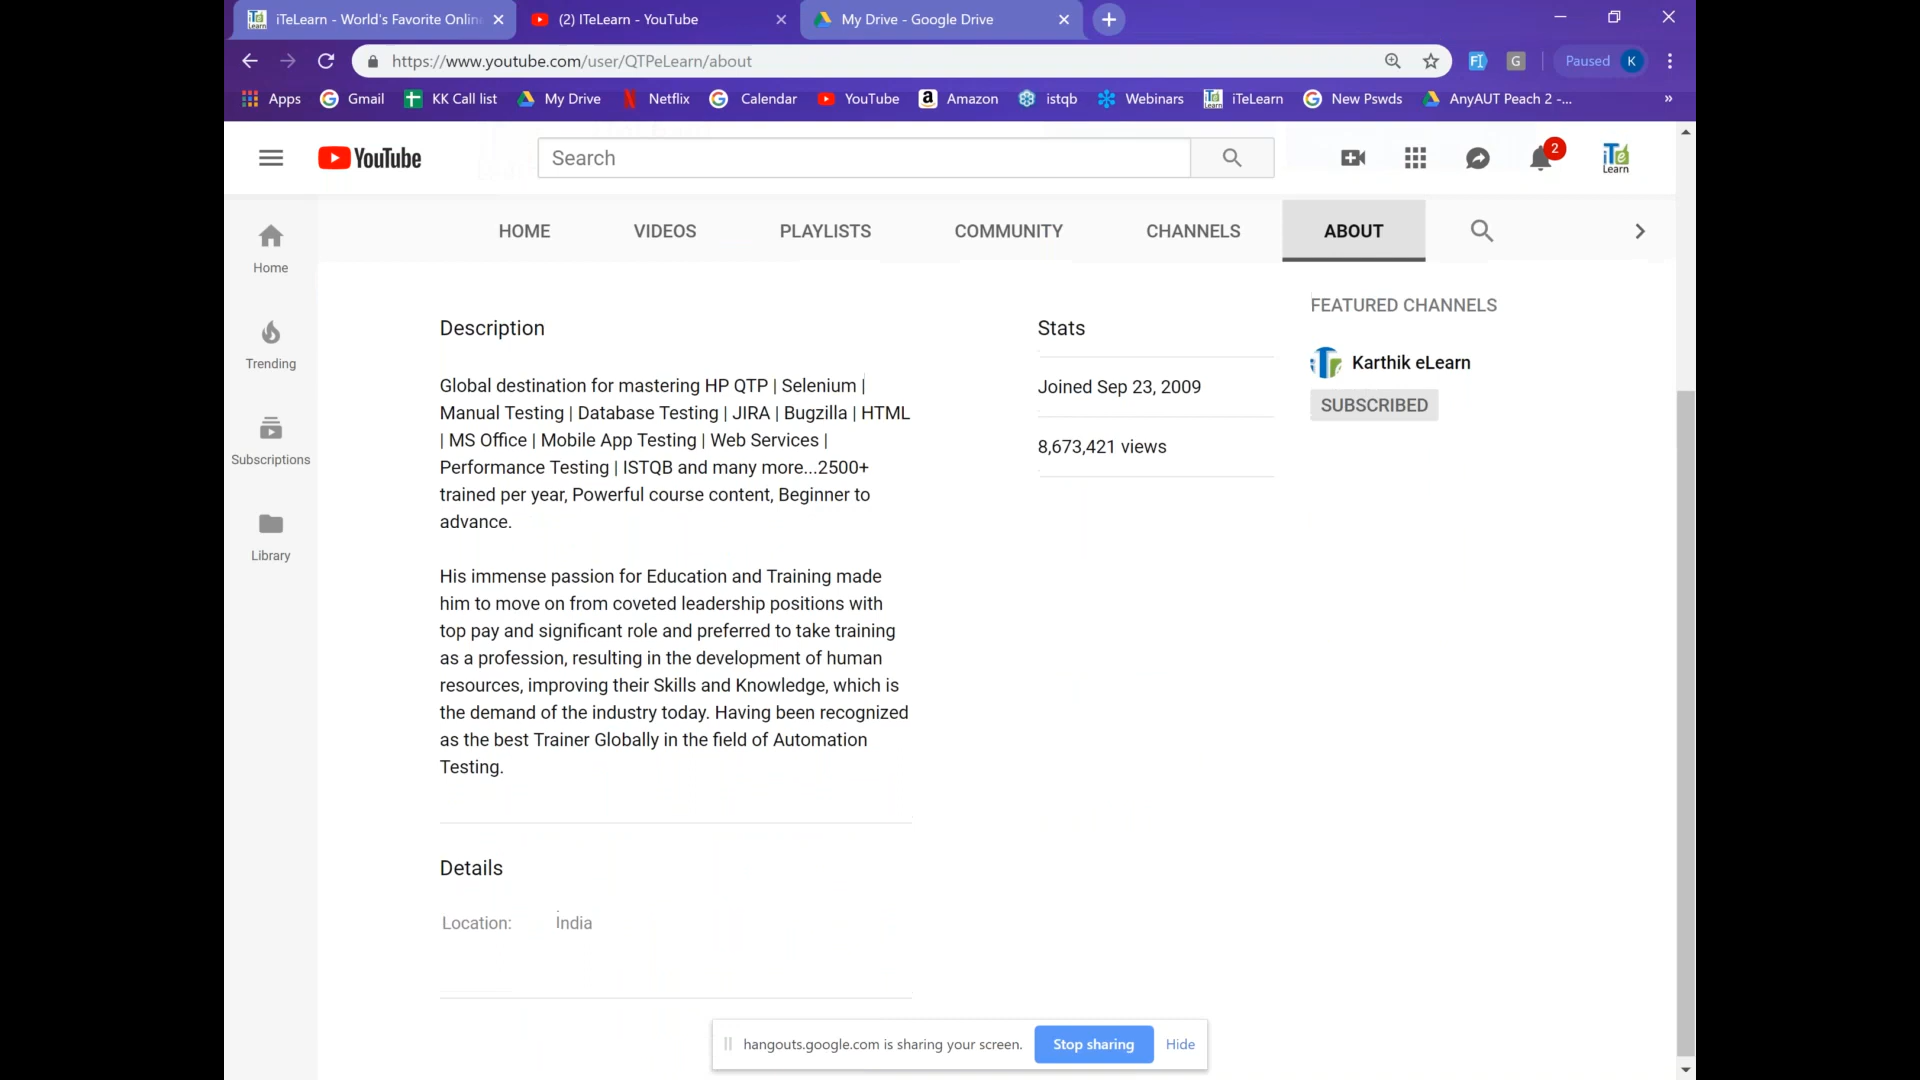 iTeLearn - World's Favorite Onlin
(2) ITeLearn - YouTube
My Drive - Google Drive
https://www.youtube.com/user/QTPeLearn/about
Paused K
Apps Gmail KK Call list My Drive Netflix Calendar YouTube Amazon istqb Webinars iTeLearn New Pswds AnyAUT Peach 2 -... »
YouTube
Search
2
iTe Learn
HOME VIDEOS PLAYLISTS COMMUNITY CHANNELS ABOUT
Home
Trending
Subscriptions
Library
Description
Global destination for mastering HP QTP | Selenium |
Manual Testing | Database Testing | JIRA | Bugzilla | HTML
| MS Office | Mobile App Testing | Web Services |
Performance Testing | ISTQB and many more...2500+
trained per year, Powerful course content, Beginner to
advance.
His immense passion for Education and Training made
him to move on from coveted leadership positions with
top pay and significant role and preferred to take training
as a profession, resulting in the development of human
resources, improving their Skills and Knowledge, which is
the demand of the industry today. Having been recognized
as the best Trainer Globally in the field of Automation
Testing.
Details
Location: India
Stats
Joined Sep 23, 2009
8,673,421 views
FEATURED CHANNELS
Karthik eLearn
SUBSCRIBED
hangouts.google.com is sharing your screen. Stop sharing Hide